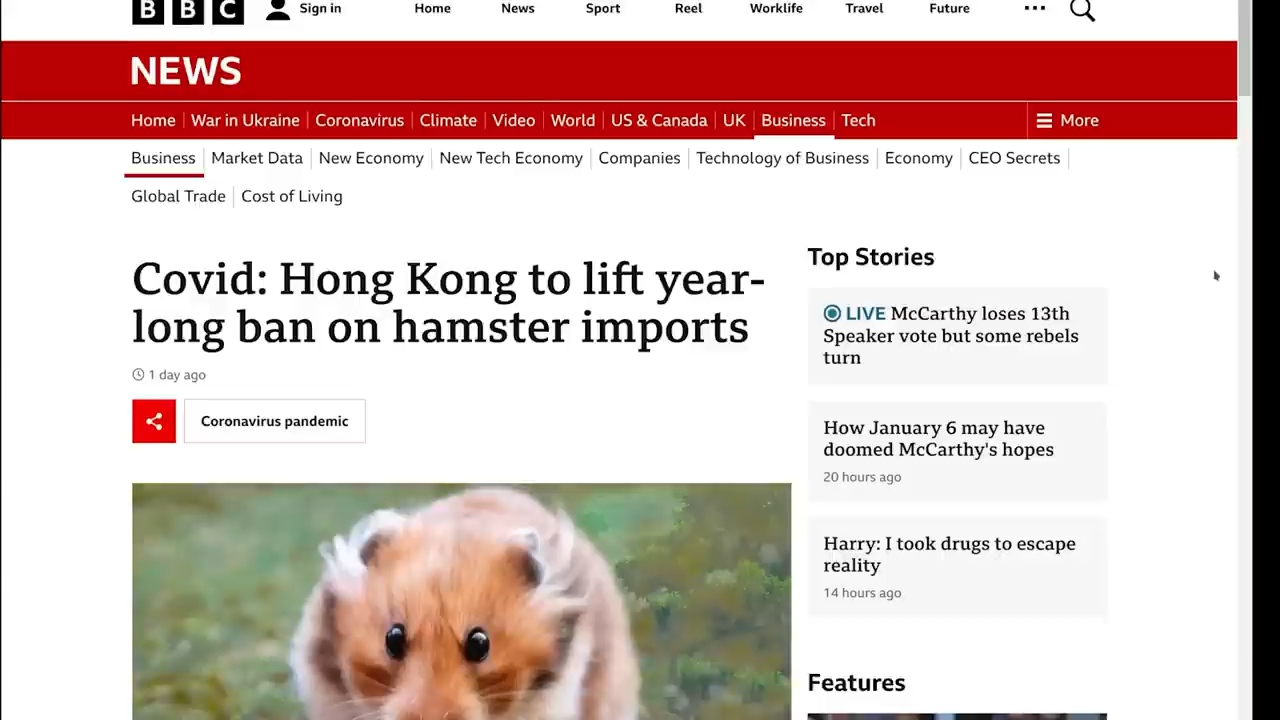 BBC Sign in Home News Sport Reel Worklife Travel Future
NEWS
Home War in Ukraine Coronavirus Climate Video World US & Canada UK Business Tech More
Business Market Data New Economy New Tech Economy Companies Technology of Business Economy CEO Secrets
Global Trade Cost of Living
Covid: Hong Kong to lift year-
long ban on hamster imports
1 day ago
Coronavirus pandemic
Top Stories
LIVE McCarthy loses 13th
Speaker vote but some rebels
turn
How January 6 may have
doomed McCarthy's hopes
20 hours ago
Harry: I took drugs to escape
reality
14 hours ago
Features